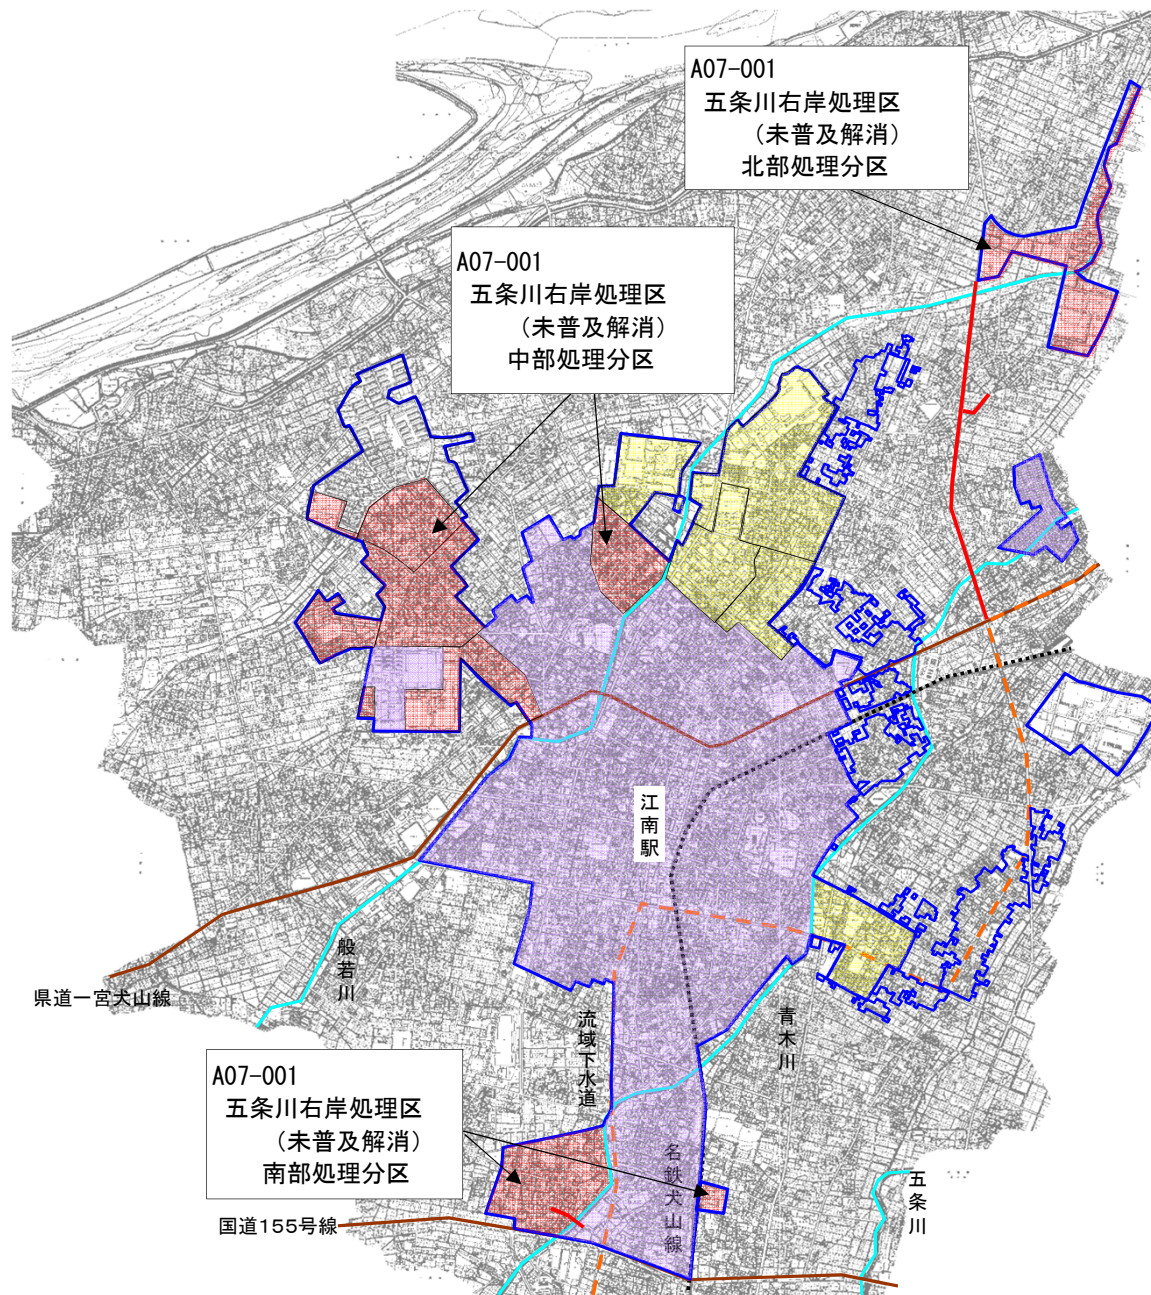 A07-001
五条川右岸処理区
（未普及解消）
北部処理分区
A07-001
五条川右岸処理区
（未普及解消）
中部処理分区
江南駅
般若川
県道一宮犬山線
流域下水道
青木川
A07-001
五条川右岸処理区
（未普及解消）
南部処理分区
名鉄犬山線
五条川
国道155号線